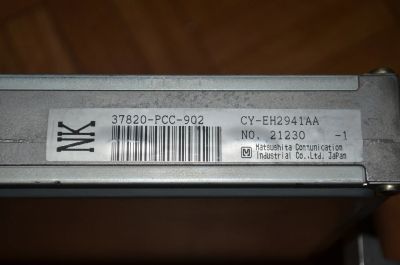 NK
37820-PCC-902 CY-EH2941AA
NO. 21230 -1
M Matsushita Communication
Industrial Co.,Ltd. Japan